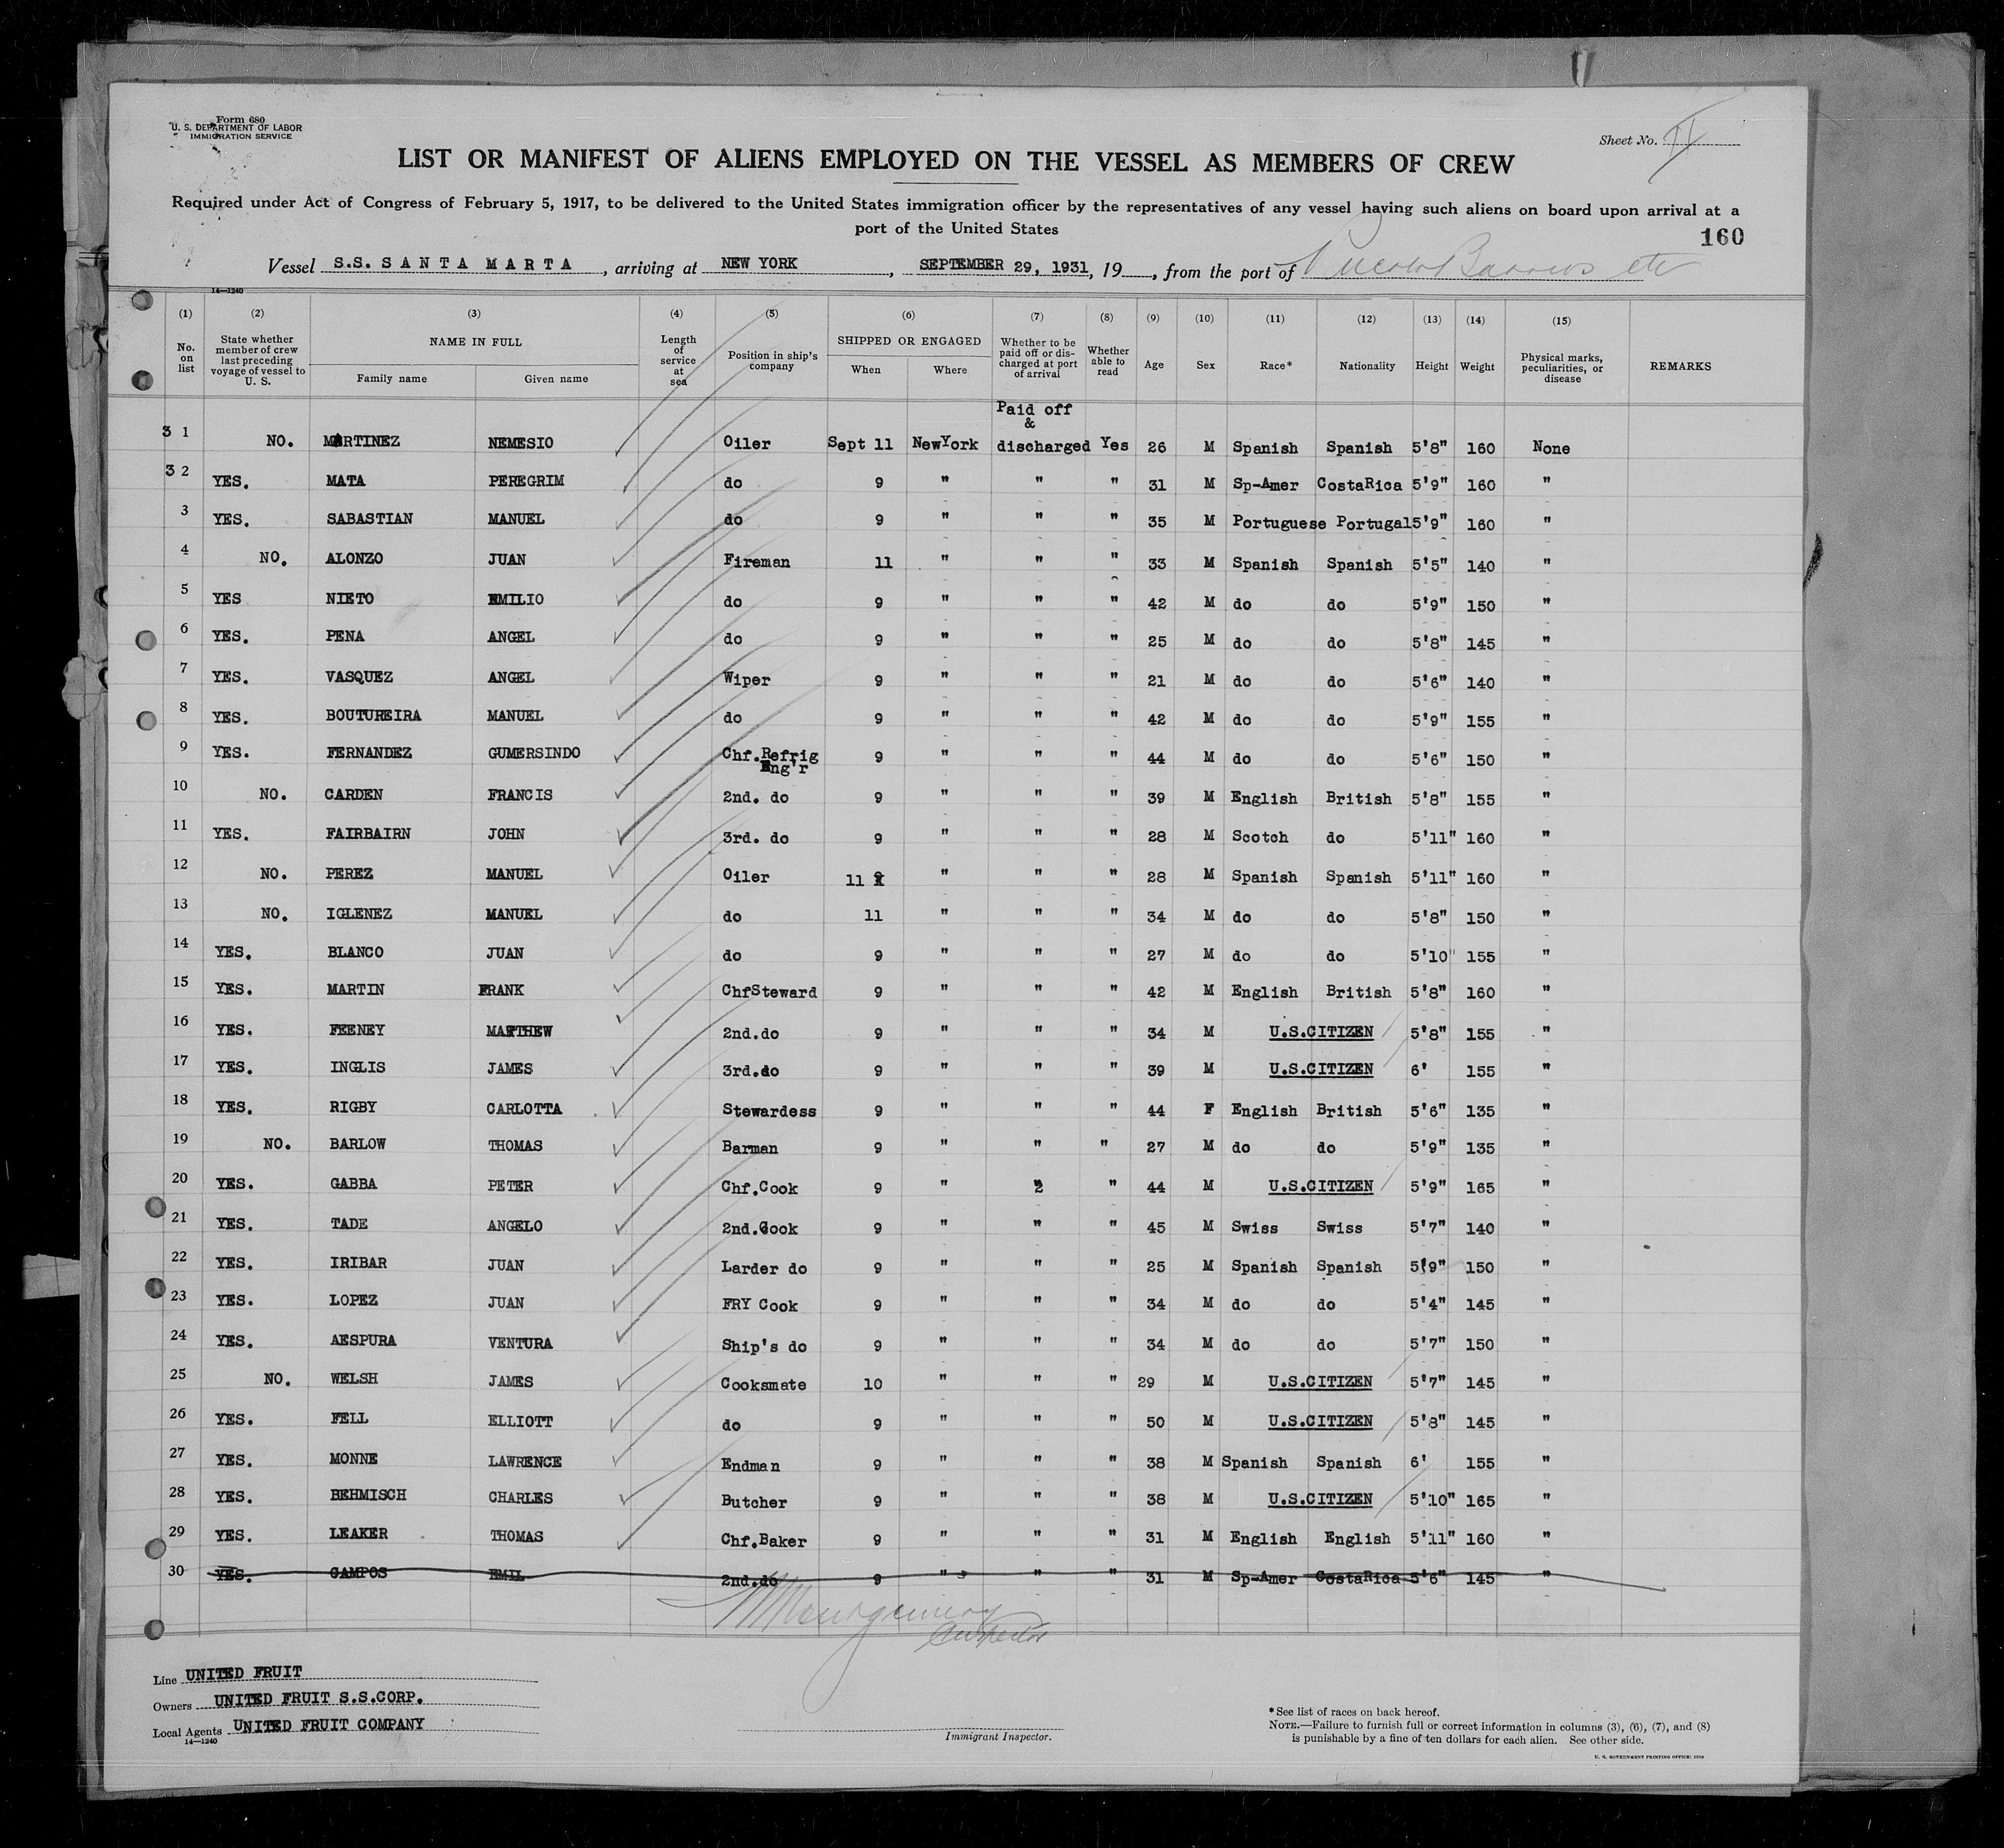 Form 680
U. S. DEPARTMENT OF LABOR
IMMIGRATION SERVICE
Sheet No.
LIST OR MANIFEST OF ALIENS EMPLOYED ON THE VESSEL AS MEMBERS OF CREW
Required under Act of Congress of February 5, 1917, to be delivered to the United States immigration officer by the representatives of any vessel having such aliens on board upon arrival at a
port of the United States
160
Vessel S.S. SANTA MARTA, arriving at NEW YORK, SEPTEMBER 29, 1931, 19, from the port of Puerto Barrios etc
14—1240
(1) No. on list
(2) State whether member of crew last preceding voyage of vessel to U. S.
(3) NAME IN FULL Family name Given name
(4) Length of service at sea
(5) Position in ship's company
(6) SHIPPED OR ENGAGED When Where
(7) Whether to be paid off or discharged at port of arrival
(8) Whether able to read
(9) Age
(10) Sex
(11) Race*
(12) Nationality
(13) Height
(14) Weight
(15) Physical marks, peculiarities, or disease
REMARKS
Paid off
&
3 1 NO. MARTINEZ NEMESIO Oiler Sept 11 NewYork discharged Yes 26 M Spanish Spanish 5'8" 160 None
3 2 YES. MATA PEREGRIM do 9 " " " 31 M Sp-Amer CostaRica 5'9" 160 "
3 YES. SABASTIAN MANUEL do 9 " " " 35 M Portuguese Portugal 5'9" 160 "
4 NO. ALONZO JUAN Fireman 11 " " " 33 M Spanish Spanish 5'5" 140 "
5 YES NIETO EMILIO do 9 " " " 42 M do do 5'9" 150 "
6 YES. PENA ANGEL do 9 " " " 25 M do do 5'8" 145 "
7 YES. VASQUEZ ANGEL Wiper 9 " " " 21 M do do 5'6" 140 "
8 YES. BOUTUREIRA MANUEL do 9 " " " 42 M do do 5'9" 155 "
9 YES. FERNANDEZ GUMERSINDO Chf.Refrig Eng'r 9 " " " 44 M do do 5'6" 150 "
10 NO. CARDEN FRANCIS 2nd. do 9 " " " 39 M English British 5'8" 155 "
11 YES. FAIRBAIRN JOHN 3rd. do 9 " " " 28 M Scotch do 5'11" 160 "
12 NO. PEREZ MANUEL Oiler 11 " " " 28 M Spanish Spanish 5'11" 160 "
13 NO. IGLENEZ MANUEL do 11 " " " 34 M do do 5'8" 150 "
14 YES. BLANCO JUAN do 9 " " " 27 M do do 5'10" 155 "
15 YES. MARTIN FRANK ChfSteward 9 " " " 42 M English British 5'8" 160 "
16 YES. FEENEY MATTHEW 2nd.do 9 " " " 34 M U.S.CITIZEN 5'8" 155 "
17 YES. INGLIS JAMES 3rd.do 9 " " " 39 M U.S.CITIZEN 6' 155 "
18 YES. RIGBY CARLOTTA Stewardess 9 " " " 44 F English British 5'6" 135 "
19 NO. BARLOW THOMAS Barman 9 " " " 27 M do do 5'9" 135 "
20 YES. GABBA PETER Chf.Cook 9 " " " 44 M U.S.CITIZEN 5'9" 165 "
21 YES. TADE ANGELO 2nd.Cook 9 " " " 45 M Swiss Swiss 5'7" 140 "
22 YES. IRIBAR JUAN Larder do 9 " " " 25 M Spanish Spanish 5'9" 150 "
23 YES. LOPEZ JUAN FRY Cook 9 " " " 34 M do do 5'4" 145 "
24 YES. AESPURA VENTURA Ship's do 9 " " " 34 M do do 5'7" 150 "
25 NO. WELSH JAMES Cooksmate 10 " " " 29 M U.S.CITIZEN 5'7" 145 "
26 YES. FELL ELLIOTT do 9 " " " 50 M U.S.CITIZEN 5'8" 145 "
27 YES. MONNE LAWRENCE Endman 9 " " " 38 M Spanish Spanish 6' 155 "
28 YES. BEHMISCH CHARLES Butcher 9 " " " 38 M U.S.CITIZEN 5'10" 165 "
29 YES. LEAKER THOMAS Chf.Baker 9 " " " 31 M English English 5'11" 160 "
30 YES. CAMPOS EMIL 2nd.do 9 " " " 31 M Sp-Amer CostaRica 5'6" 145 "
Montgomery
Inspector
Line UNITED FRUIT
Owners UNITED FRUIT S.S.CORP.
Local Agents UNITED FRUIT COMPANY
14—1240
Immigrant Inspector.
*See list of races on back hereof.
NOTE.—Failure to furnish full or correct information in columns (3), (6), (7), and (8)
is punishable by a fine of ten dollars for each alien. See other side.
U. S. GOVERNMENT PRINTING OFFICE: 1929